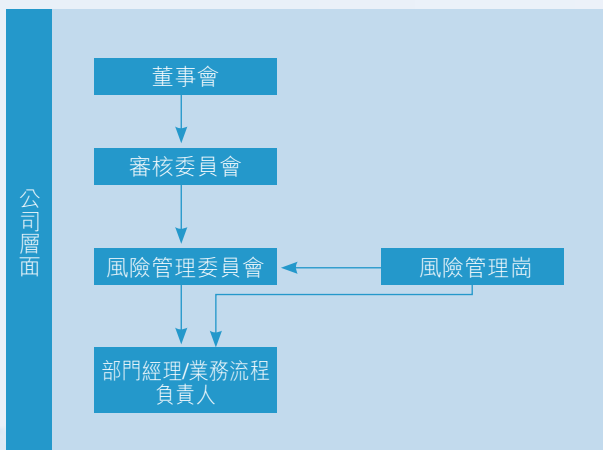 公司層面
董事會
審核委員會
風險管理委員會
風險管理崗
部門經理/業務流程
負責人